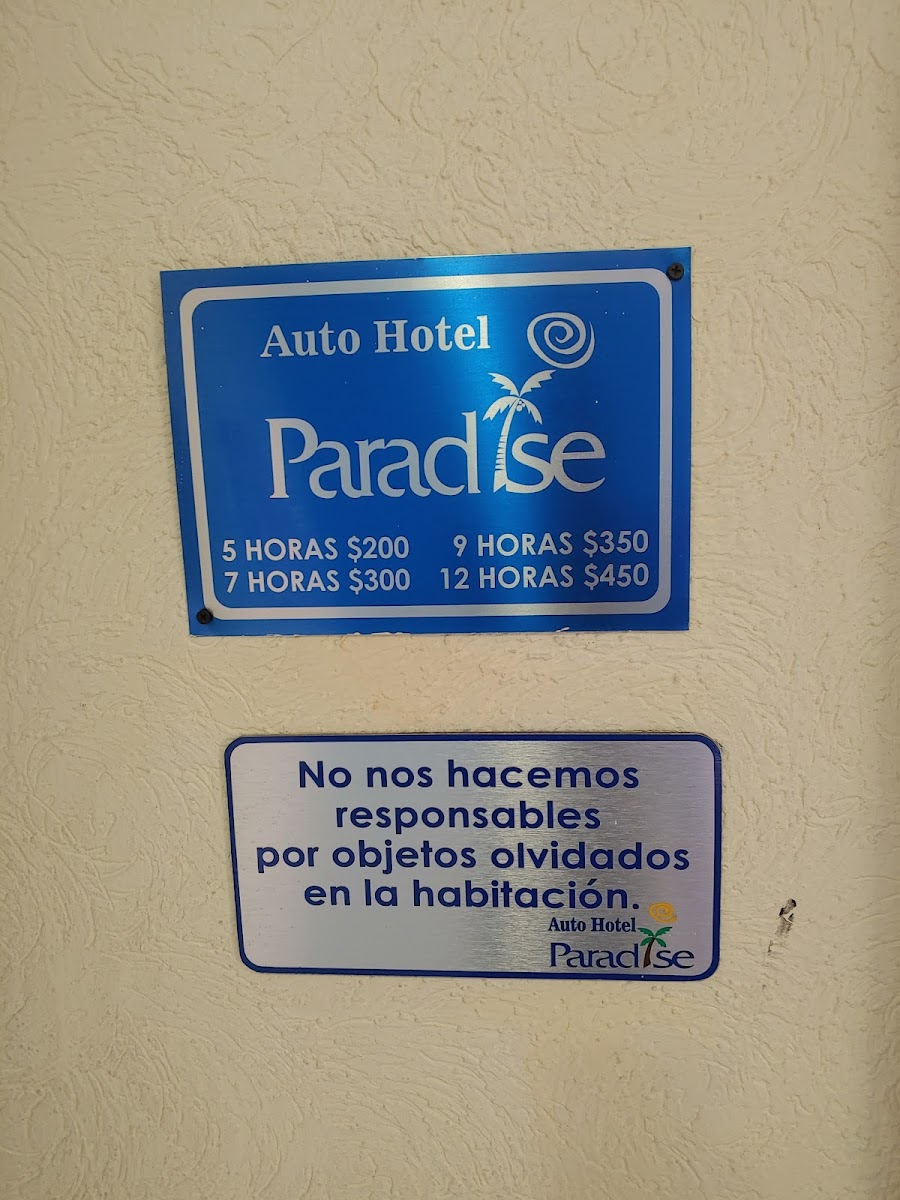 Auto Hotel
Paradise
5 HORAS $200 9 HORAS $350
7 HORAS $300 12 HORAS $450
No nos hacemos
responsables
por objetos olvidados
en la habitación.
Auto Hotel
Paradise